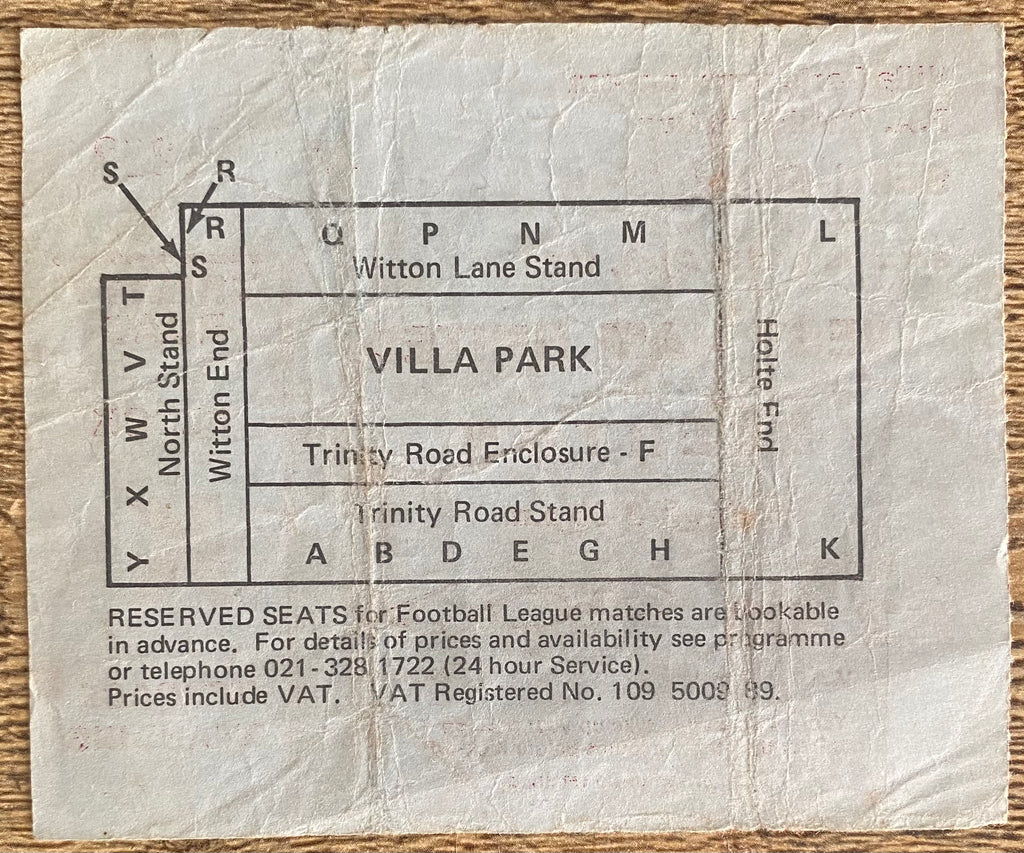 S R
R Q P N M L
S Witton Lane Stand
T V W X Y
North Stand
Witton End
VILLA PARK
Holte End
Trinity Road Enclosure - F
Trinity Road Stand
A B D E G H K
RESERVED SEATS for Football League matches are bookable
in advance. For details of prices and availability see programme
or telephone 021-328 1722 (24 hour Service).
Prices include VAT. VAT Registered No. 109 5009 89.